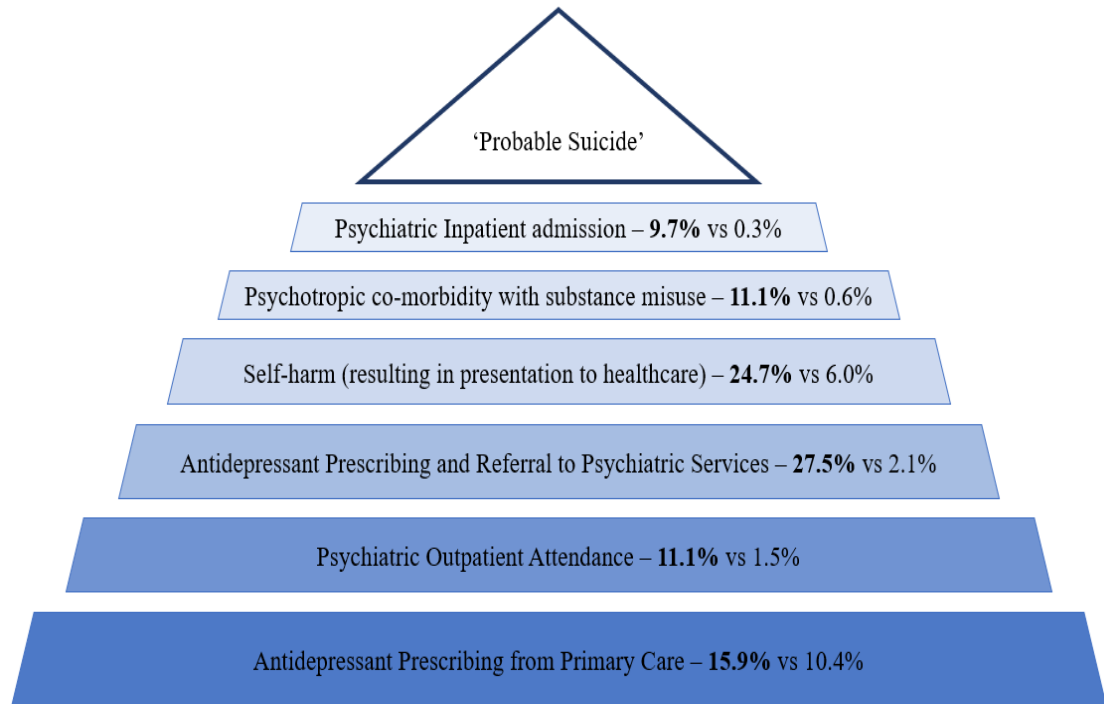 ‘Probable Suicide’
Psychiatric Inpatient admission – 9.7% vs 0.3%
Psychotropic co-morbidity with substance misuse – 11.1% vs 0.6%
Self-harm (resulting in presentation to healthcare) – 24.7% vs 6.0%
Antidepressant Prescribing and Referral to Psychiatric Services – 27.5% vs 2.1%
Psychiatric Outpatient Attendance – 11.1% vs 1.5%
Antidepressant Prescribing from Primary Care – 15.9% vs 10.4%